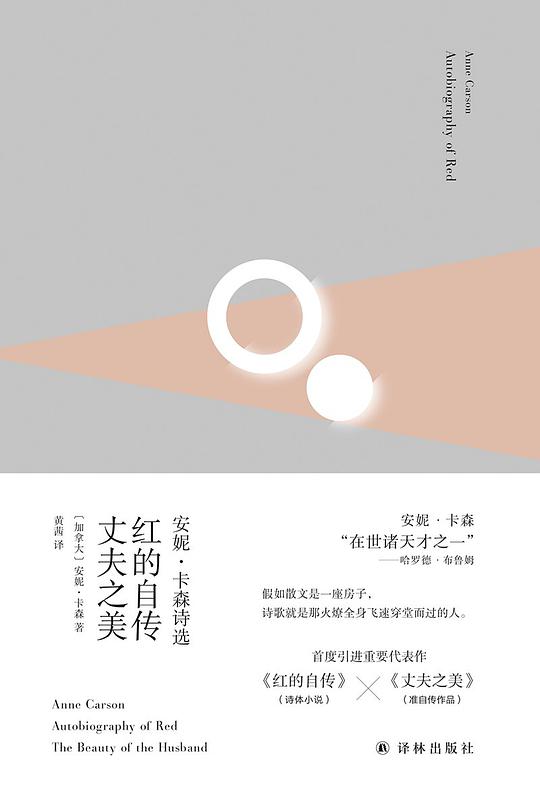 Anne Carson
Autobiography of Red
安妮·卡森诗选
红的自传
丈夫之美
〔加拿大〕安妮·卡森 著
黄茜 译
安妮·卡森
“在世诸天才之一”
——哈罗德·布鲁姆
假如散文是一座房子，
诗歌就是那火燎全身飞速穿堂而过的人。
首度引进重要代表作
《红的自传》 《丈夫之美》
（诗体小说） （准自传作品）
Anne Carson
Autobiography of Red
The Beauty of the Husband
译林出版社